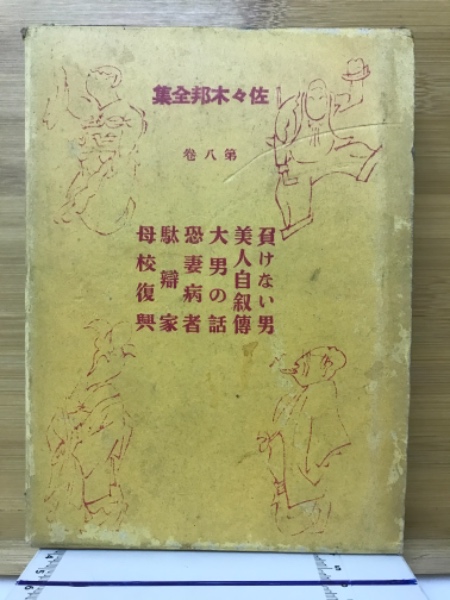 佐々木邦全集
第八卷
負けない男
美人自叙傳
大男の話
恐妻病者
駄辯家
母校復興